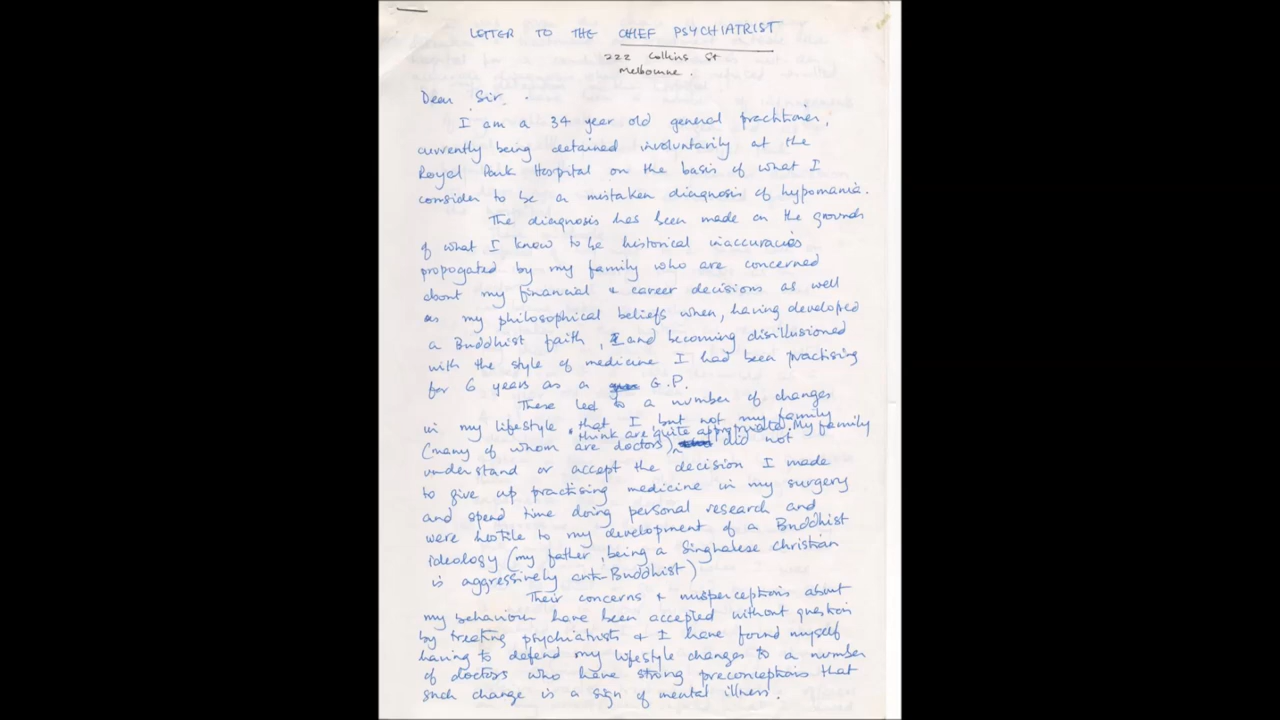 LETTER TO THE CHIEF PSYCHIATRIST
222 Collins St
Melbourne.
Dear Sir,
I am a 34 year old general practitioner,
currently being detained involuntarily at the
Royal Park Hospital on the basis of what I
consider to be a mistaken diagnosis of hypomania.
The diagnosis has been made on the grounds
of what I know to be historical inaccuracies
propogated by my family who are concerned
about my financial & career decisions as well
as my philosophical beliefs when, having developed
a Buddhist faith, and becoming disillusioned
with the style of medicine I had been practising
for 6 years as a G.P.
These led to a number of changes
in my lifestyle that I, but not my family
think are quite appropriate. My family
(many of whom are doctors) did not
understand or accept the decision I made
to give up practising medicine in my surgery
and spend time doing personal research and
were hostile to my development of a Buddhist
ideology (my father, being a Singhalese christian
is aggressively anti-Buddhist)
Their concerns & misperceptions about
my behaviour have been accepted without question
by treating psychiatrists & I have found myself
having to defend my lifestyle changes to a number
of doctors who have strong preconceptions that
such change is a sign of mental illness.